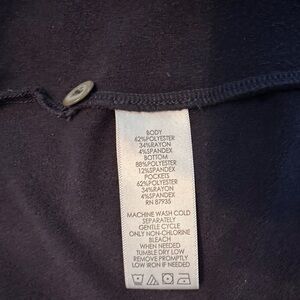 BODY
62%POLYESTER
34%RAYON
4%SPANDEX
BOTTOM
88%POLYESTER
12%SPANDEX
POCKETS
62%POLYESTER
34%RAYON
4%SPANDEX
RN 87935
MACHINE WASH COLD
SEPARATELY
GENTLE CYCLE
ONLY NON-CHLORINE
BLEACH
WHEN NEEDED
TUMBLE DRY LOW
REMOVE PROMPTLY
LOW IRON IF NEEDED